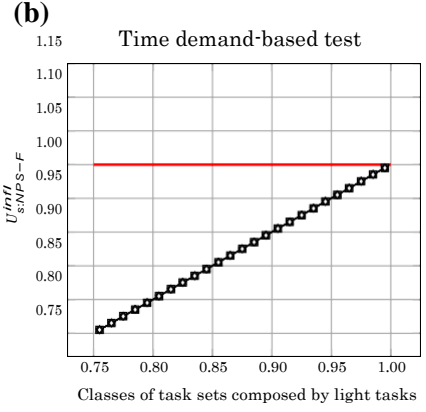 (b)
Time demand-based test
1.15
1.10
1.05
1.00
0.95
0.90
0.85
0.80
0.75
U^{infl}_{s:NPS-F}
0.75 0.80 0.85 0.90 0.95 1.00
Classes of task sets composed by light tasks